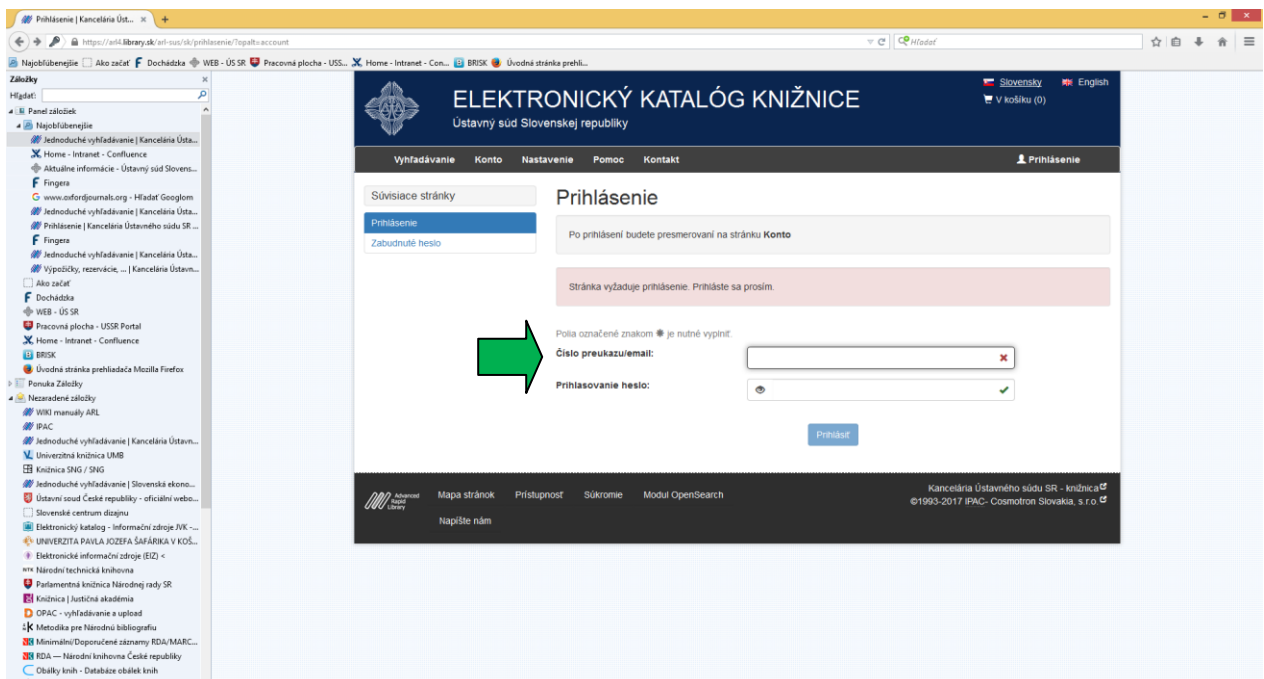 Prihlásenie | Kancelária Úst...
https://arl4.library.sk/arl-sus/sk/prihlasenie/?opalt=account
Hľadať
Najobľúbenejšie Ako začať Dochádzka WEB - ÚS SR Pracovná plocha - USS... Home - Intranet - Con... BRISK Úvodná stránka prehli...
Záložky
Hľadať:
Panel záložiek
Najobľúbenejšie
Jednoduché vyhľadávanie | Kancelária Ústa...
Home - Intranet - Confluence
Aktuálne informácie - Ústavný súd Slovens...
Fingera
www.oxfordjournals.org - Hľadať Googlom
Jednoduché vyhľadávanie | Kancelária Ústa...
Prihlásenie | Kancelária Ústavného súdu SR ...
Fingera
Jednoduché vyhľadávanie | Kancelária Ústa...
Výpožičky, rezervácie, ... | Kancelária Ústavn...
Ako začať
Dochádzka
WEB - ÚS SR
Pracovná plocha - USSR Portal
Home - Intranet - Confluence
BRISK
Úvodná stránka prehliadača Mozilla Firefox
Ponuka Záložky
Nezaradené záložky
WIKI manuály ARL
IPAC
Jednoduché vyhľadávanie | Kancelária Ústavn...
Univerzitná knižnica UMB
Knižnica SNG / SNG
Jednoduché vyhľadávanie | Slovenská ekono...
Ústavní soud České republiky - oficiální webo...
Slovenské centrum dizajnu
Elektronický katalog - Informační zdroje JVK -...
UNIVERZITA PAVLA JOZEFA ŠAFÁRIKA V KOŠ...
Elektronické informační zdroje (EIZ) <
Národní technická knihovna
Parlamentná knižnica Národnej rady SR
Knižnica | Justičná akadémia
OPAC - vyhľadávanie a upload
Metodika pre Národnú bibliografiu
Minimální/Doporučené záznamy RDA/MARC...
RDA — Národní knihovna České republiky
Obálky knih - Databáze obálek knih
ELEKTRONICKÝ KATALÓG KNIŽNICE
Ústavný súd Slovenskej republiky
Slovensky English
V košíku (0)
Vyhľadávanie Konto Nastavenie Pomoc Kontakt Prihlásenie
Súvisiace stránky
Prihlásenie
Zabudnuté heslo
Prihlásenie
Po prihlásení budete presmerovaní na stránku Konto
Stránka vyžaduje prihlásenie. Prihláste sa prosím.
Polia označené znakom ✱ je nutné vyplniť.
Číslo preukazu/email:
Prihlasovanie heslo:
Prihlásiť
Advanced Rapid Library
Mapa stránok Prístupnosť Súkromie Modul OpenSearch
Napíšte nám
Kancelária Ústavného súdu SR - knižnica
©1993-2017 IPAC- Cosmotron Slovakia, s.r.o.